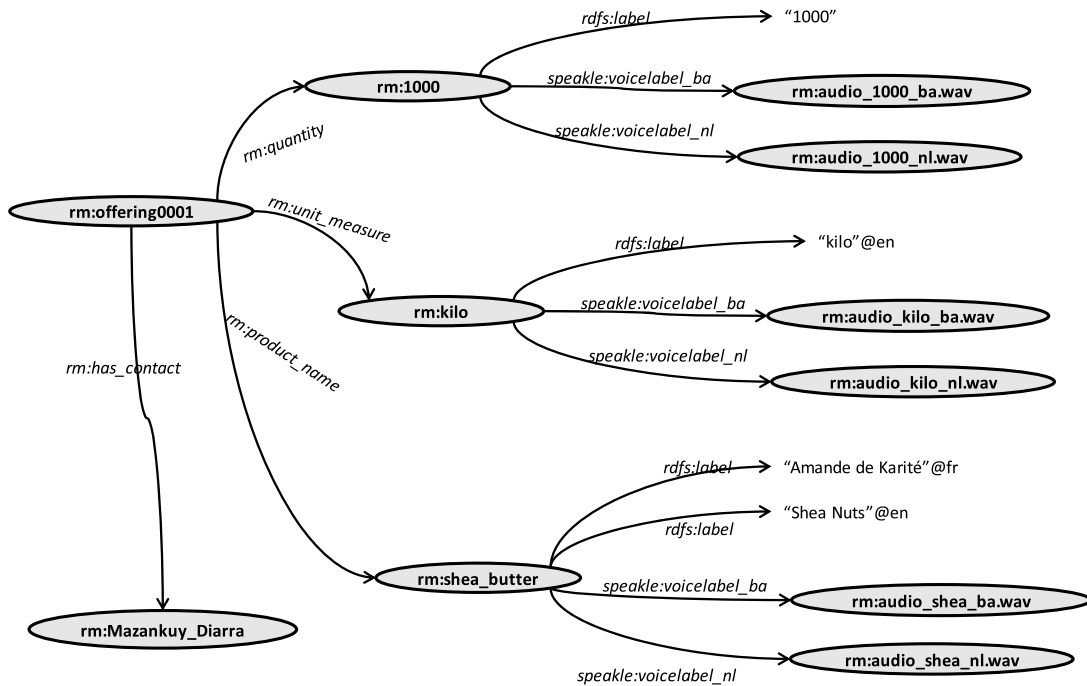 rdfs:label
“1000”
speakle:voicelabel_ba
rm:1000
rm:audio_1000_ba.wav
speakle:voicelabel_nl
rm:quantity
rm:audio_1000_nl.wav
rm:offering0001
rm:unit_measure
rdfs:label
“kilo”@en
speakle:voicelabel_ba
rm:kilo
rm:audio_kilo_ba.wav
rm:product_name
speakle:voicelabel_nl
rm:has_contact
rm:audio_kilo_nl.wav
rdfs:label
“Amande de Karité”@fr
“Shea Nuts”@en
rdfs:label
rm:shea_butter
speakle:voicelabel_ba
rm:audio_shea_ba.wav
rm:Mazankuy_Diarra
rm:audio_shea_nl.wav
speakle:voicelabel_nl